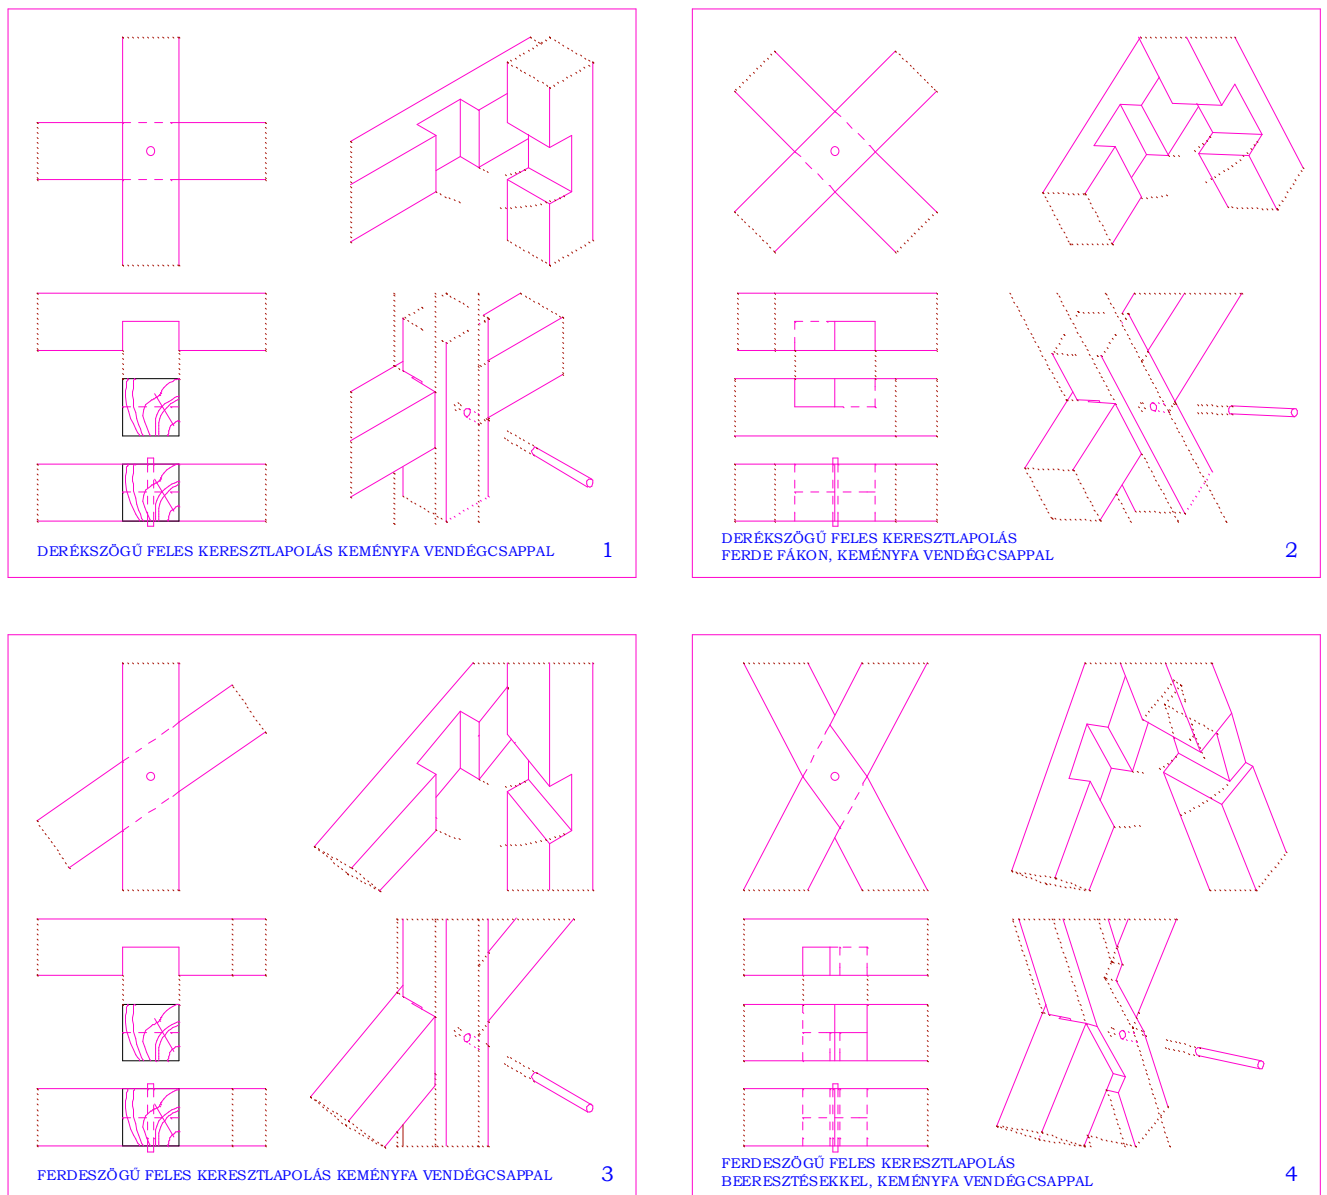 DERÉKSZÖGŰ FELES KERESZTLAPOLÁS KEMÉNYFA VENDÉGCSAPPAL 1
DERÉKSZÖGŰ FELES KERESZTLAPOLÁS
FERDE FÁKON, KEMÉNYFA VENDÉGCSAPPAL 2
FERDESZÖGŰ FELES KERESZTLAPOLÁS KEMÉNYFA VENDÉGCSAPPAL 3
FERDESZÖGŰ FELES KERESZTLAPOLÁS
BEERESZTÉSEKKEL, KEMÉNYFA VENDÉGCSAPPAL 4